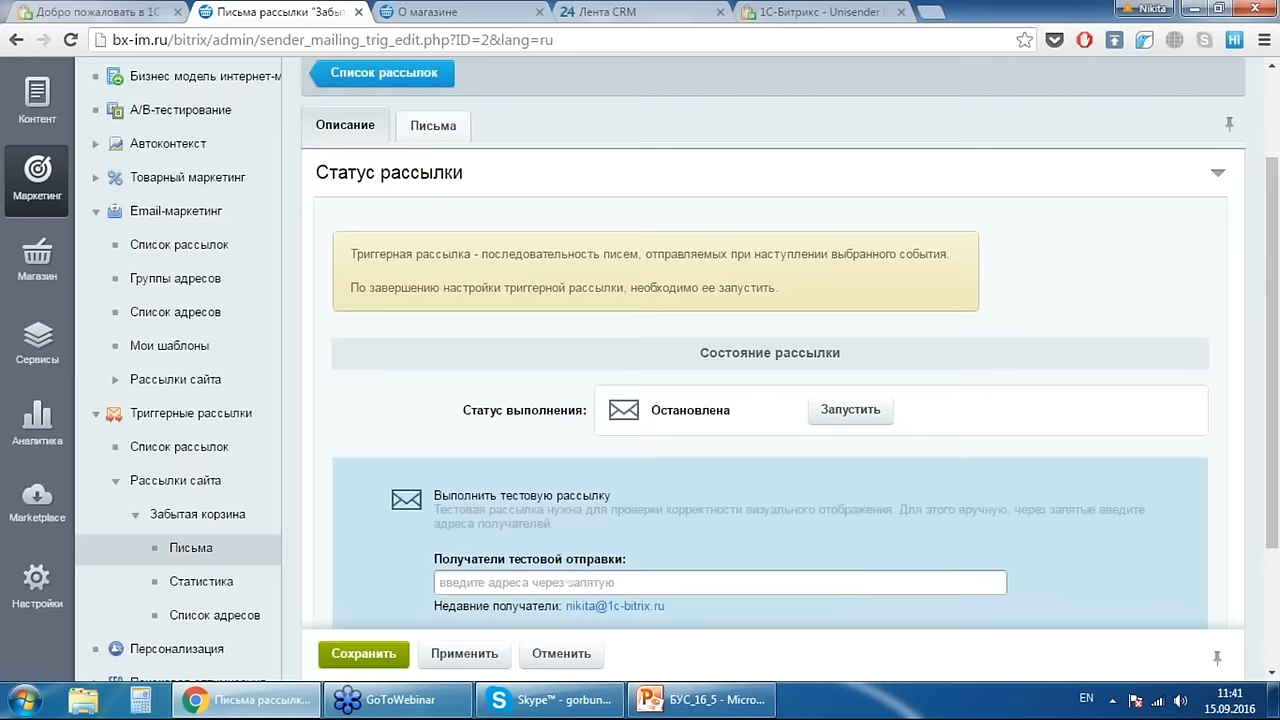 Добро пожаловать в 1С
Письма рассылки "Забыт
О магазине
24 Лента CRM
1С-Битрикс - Unisender
Nikita
bx-im.ru/bitrix/admin/sender_mailing_trig_edit.php?ID=2&lang=ru
Hi
Контент
Маркетинг
Магазин
Сервисы
Аналитика
Marketplace
Настройки
Бизнес модель интернет-м
A/B-тестирование
Автоконтекст
Товарный маркетинг
Email-маркетинг
Список рассылок
Группы адресов
Список адресов
Мои шаблоны
Рассылки сайта
Триггерные рассылки
Список рассылок
Рассылки сайта
Забытая корзина
Письма
Статистика
Список адресов
Персонализация
Поисковая оптимизация
Список рассылок
Описание
Письма
Статус рассылки
Триггерная рассылка - последовательность писем, отправляемых при наступлении выбранного события.
По завершению настройки триггерной рассылки, необходимо ее запустить.
Состояние рассылки
Статус выполнения:
Остановлена
Запустить
Выполнить тестовую рассылку
Тестовая рассылка нужна для проверки корректности визуального отображения. Для этого вручную, через запятые введите
адреса получателей.
Получатели тестовой отправки:
введите адреса через запятую
Недавние получатели: nikita@1c-bitrix.ru
Сохранить
Применить
Отменить
Письма рассылк...
GoToWebinar
Skype™ - gorbun...
БУС_16_5 - Micro...
EN
11:41
15.09.2016